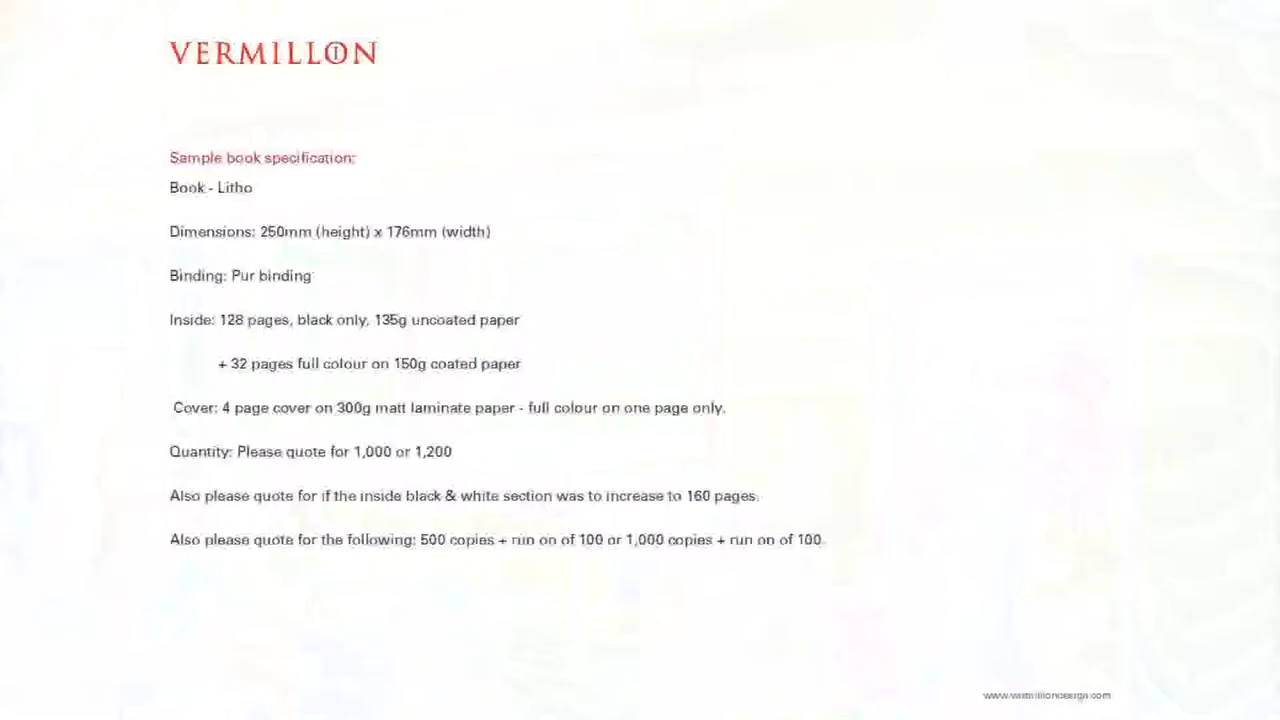 VERMILLION
Sample book specification:
Book - Litho
Dimensions: 250mm (height) x 176mm (width)
Binding: Pur binding
Inside: 128 pages, black only, 135g uncoated paper
+ 32 pages full colour on 150g coated paper
Cover: 4 page cover on 300g matt laminate paper - full colour on one page only.
Quantity: Please quote for 1,000 or 1,200
Also please quote for if the inside black & white section was to increase to 160 pages.
Also please quote for the following: 500 copies + run on of 100 or 1,000 copies + run on of 100.
www.vermilliondesign.com